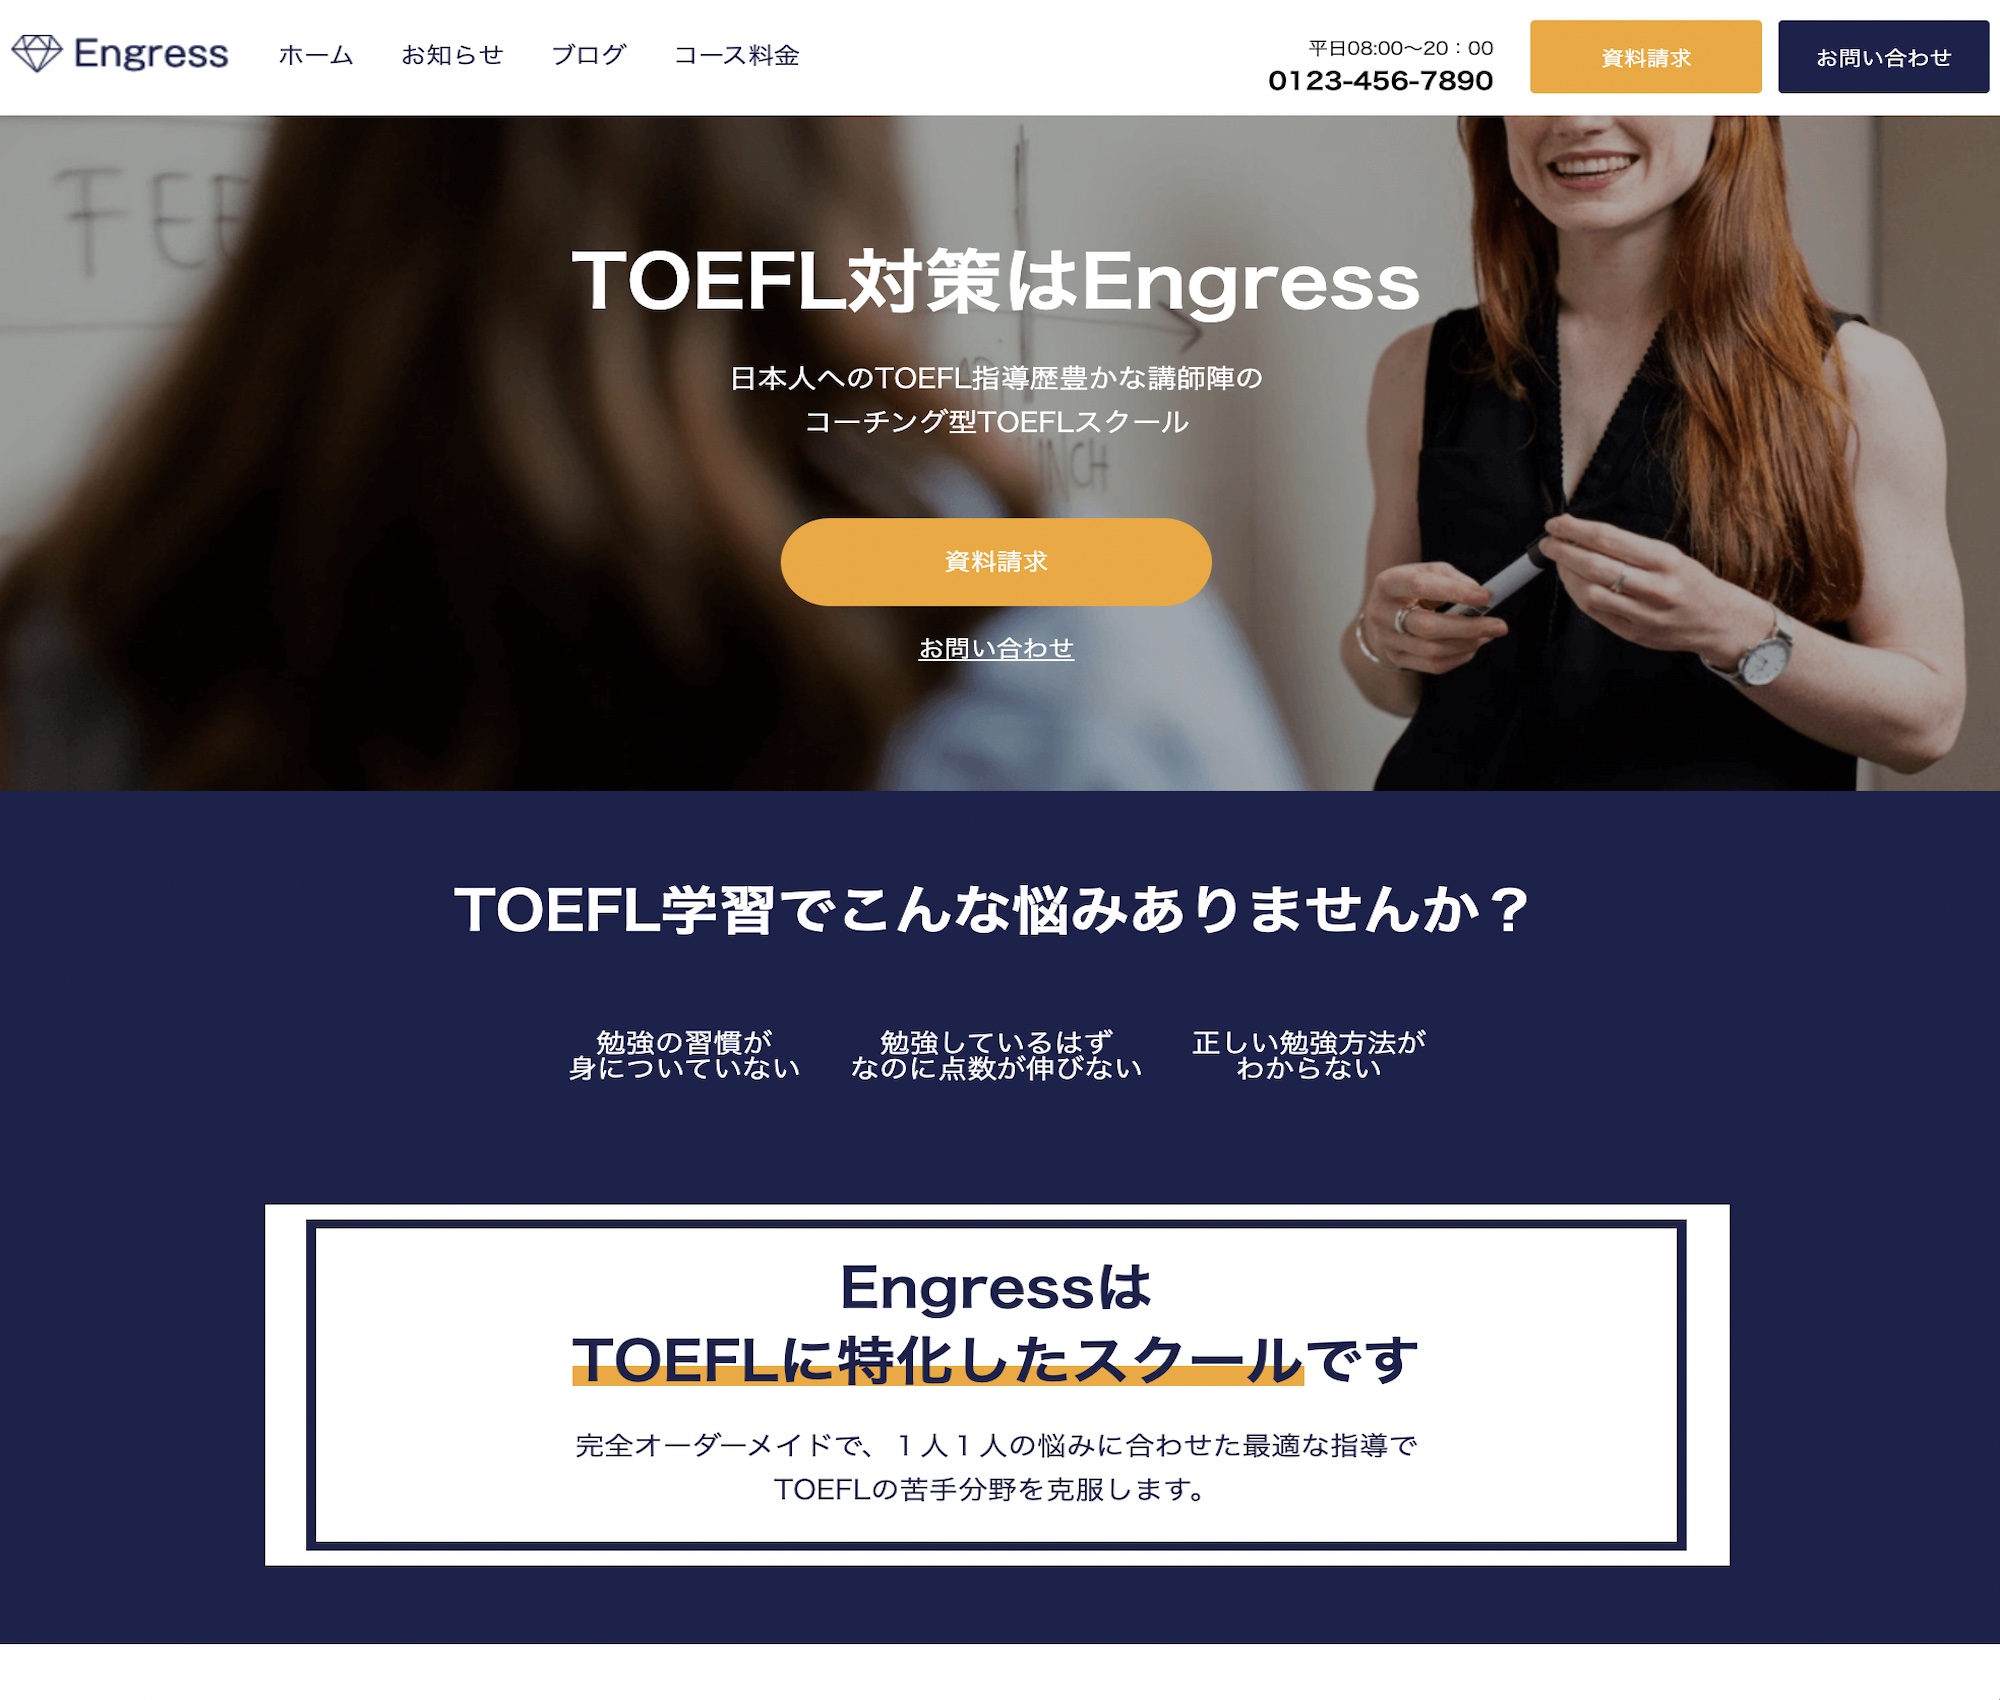 Engress
ホーム お知らせ ブログ コース料金
平日08:00〜20：00
0123-456-7890
資料請求
お問い合わせ
TOEFL対策はEngress
日本人へのTOEFL指導歴豊かな講師陣の
コーチング型TOEFLスクール
資料請求
お問い合わせ
TOEFL学習でこんな悩みありませんか？
勉強の習慣が
身についていない
勉強しているはず
なのに点数が伸びない
正しい勉強方法が
わからない
Engressは
TOEFLに特化したスクールです
完全オーダーメイドで、１人１人の悩みに合わせた最適な指導で
TOEFLの苦手分野を克服します。